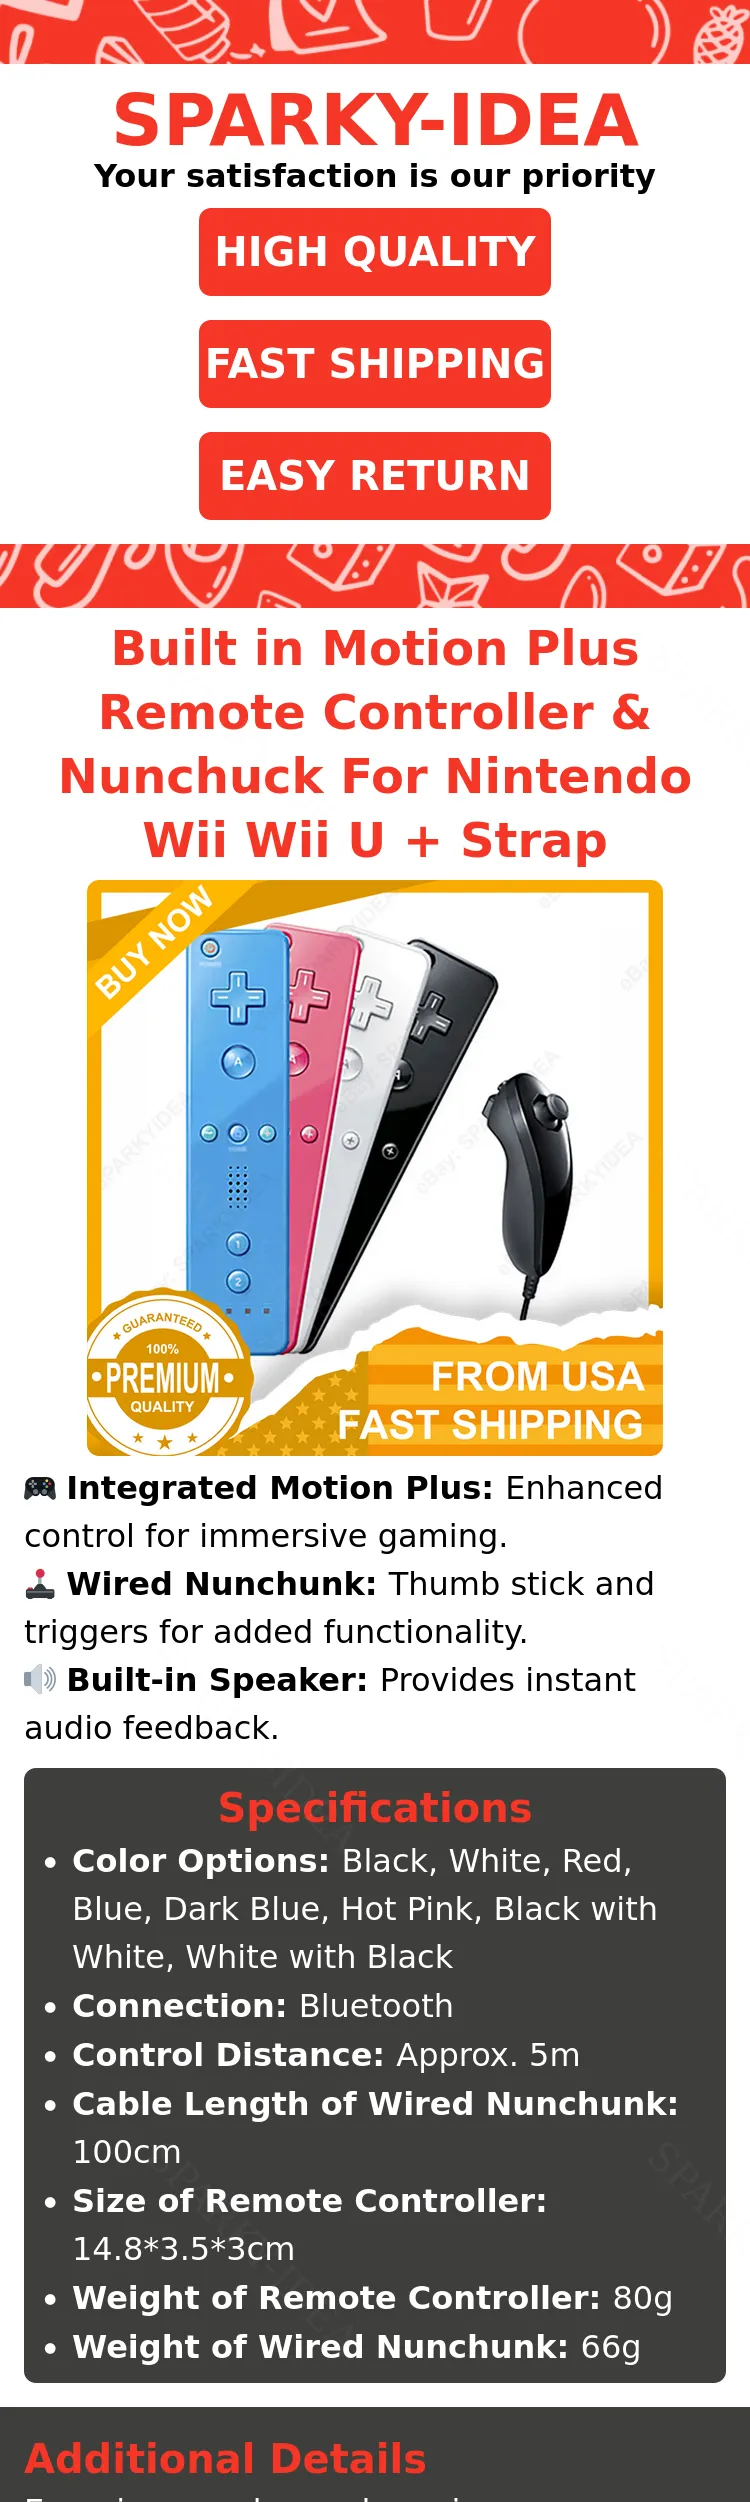 SPARKY-IDEA
Your satisfaction is our priority
HIGH QUALITY
FAST SHIPPING
EASY RETURN
Built in Motion Plus
Remote Controller &
Nunchuck For Nintendo
Wii Wii U + Strap
BUY NOW
A
1
2
GUARANTEED
100%
PREMIUM
QUALITY
FROM USA
FAST SHIPPING
Integrated Motion Plus: Enhanced
control for immersive gaming.
Wired Nunchunk: Thumb stick and
triggers for added functionality.
Built-in Speaker: Provides instant
audio feedback.
Specifications
• Color Options: Black, White, Red,
Blue, Dark Blue, Hot Pink, Black with
White, White with Black
• Connection: Bluetooth
• Control Distance: Approx. 5m
• Cable Length of Wired Nunchunk:
100cm
• Size of Remote Controller:
14.8*3.5*3cm
• Weight of Remote Controller: 80g
• Weight of Wired Nunchunk: 66g
Additional Details